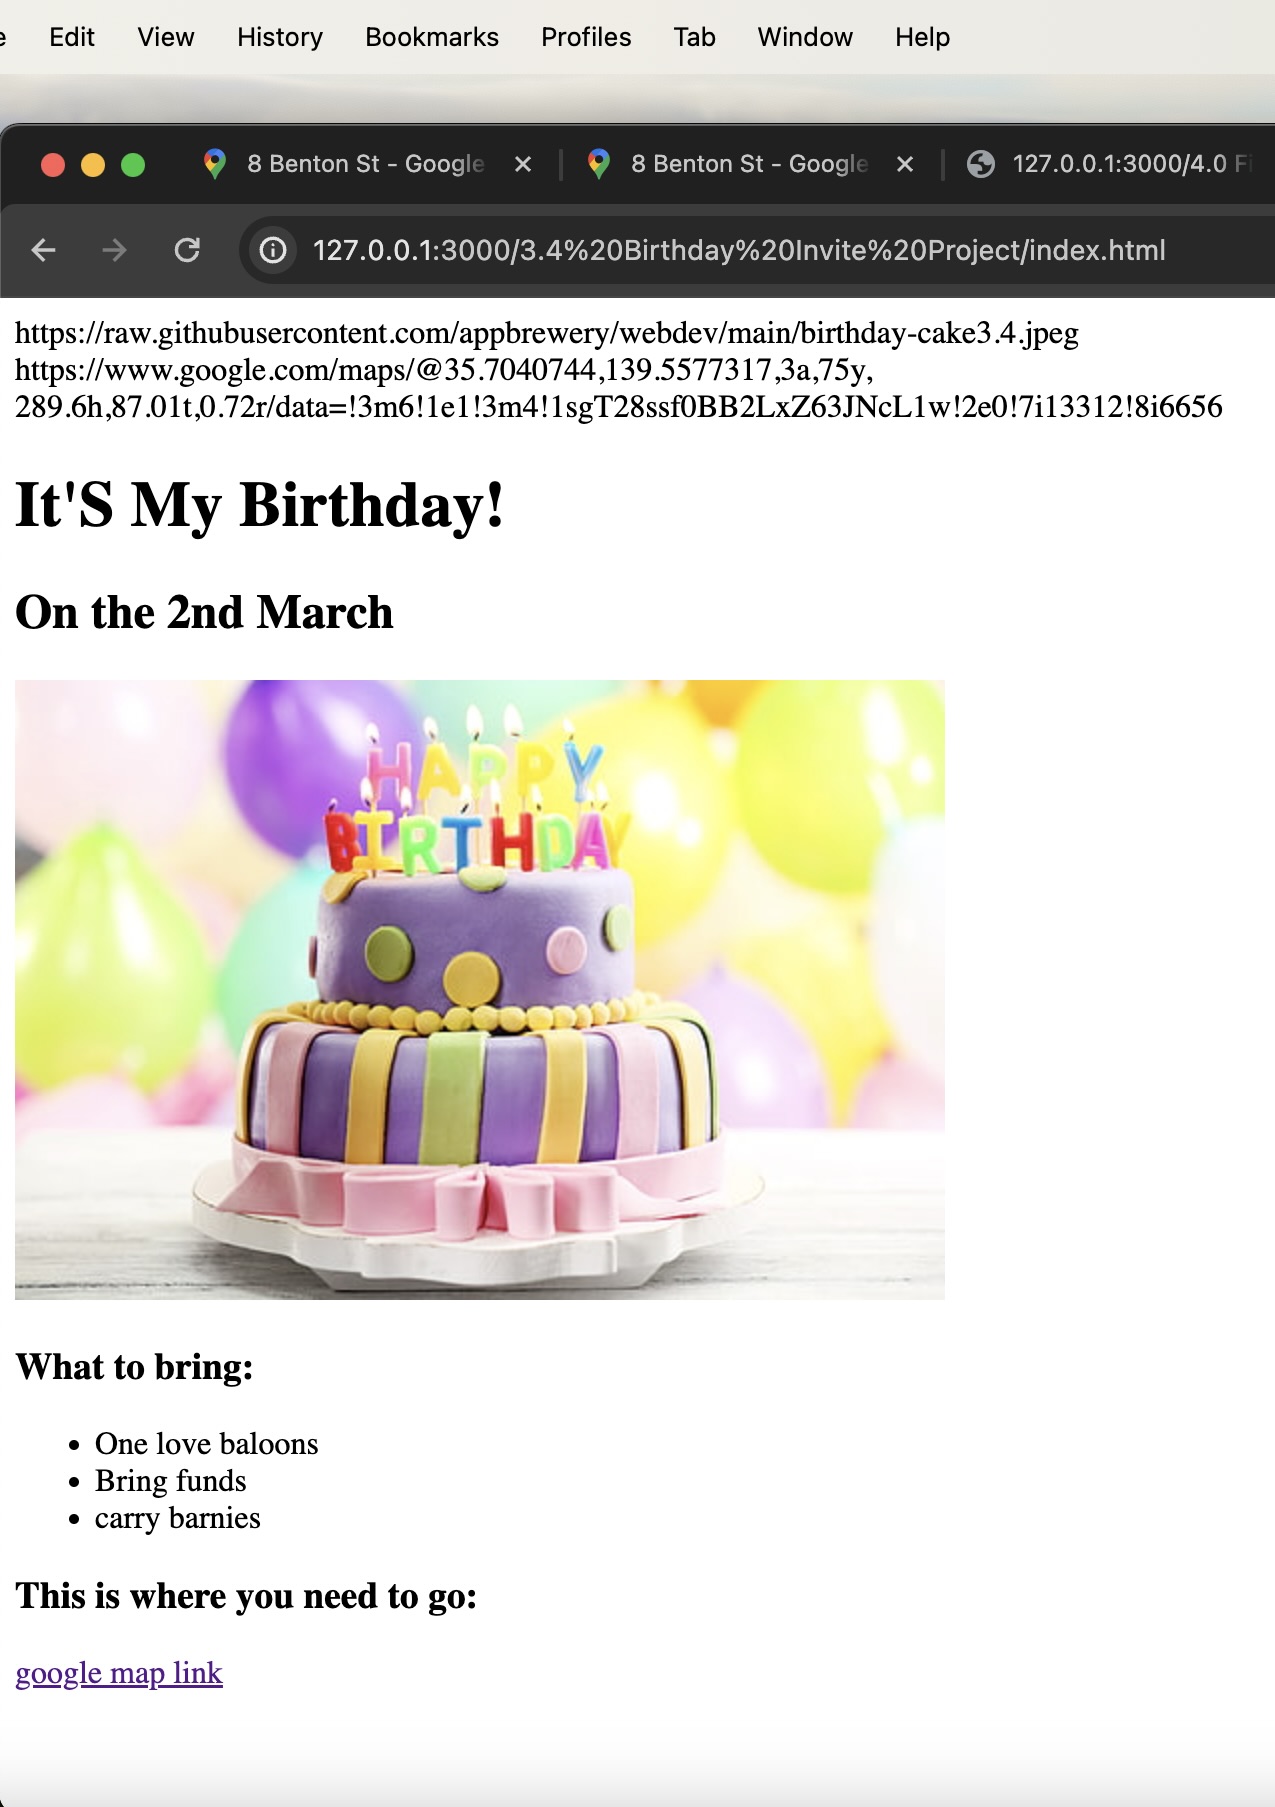 Edit View History Bookmarks Profiles Tab Window Help
8 Benton St - Google 8 Benton St - Google 127.0.0.1:3000/4.0
127.0.0.1:3000/3.4%20Birthday%20Invite%20Project/index.html
https://raw.githubusercontent.com/appbrewery/webdev/main/birthday-cake3.4.jpeg
https://www.google.com/maps/@35.7040744,139.5577317,3a,75y,
289.6h,87.01t,0.72r/data=!3m6!1e1!3m4!1sgT28ssf0BB2LxZ63JNcL1w!2e0!7i13312!8i6656
It'S My Birthday!
On the 2nd March
HAPPY
BIRTHDAY
What to bring:
• One love baloons
• Bring funds
• carry barnies
This is where you need to go:
google map link